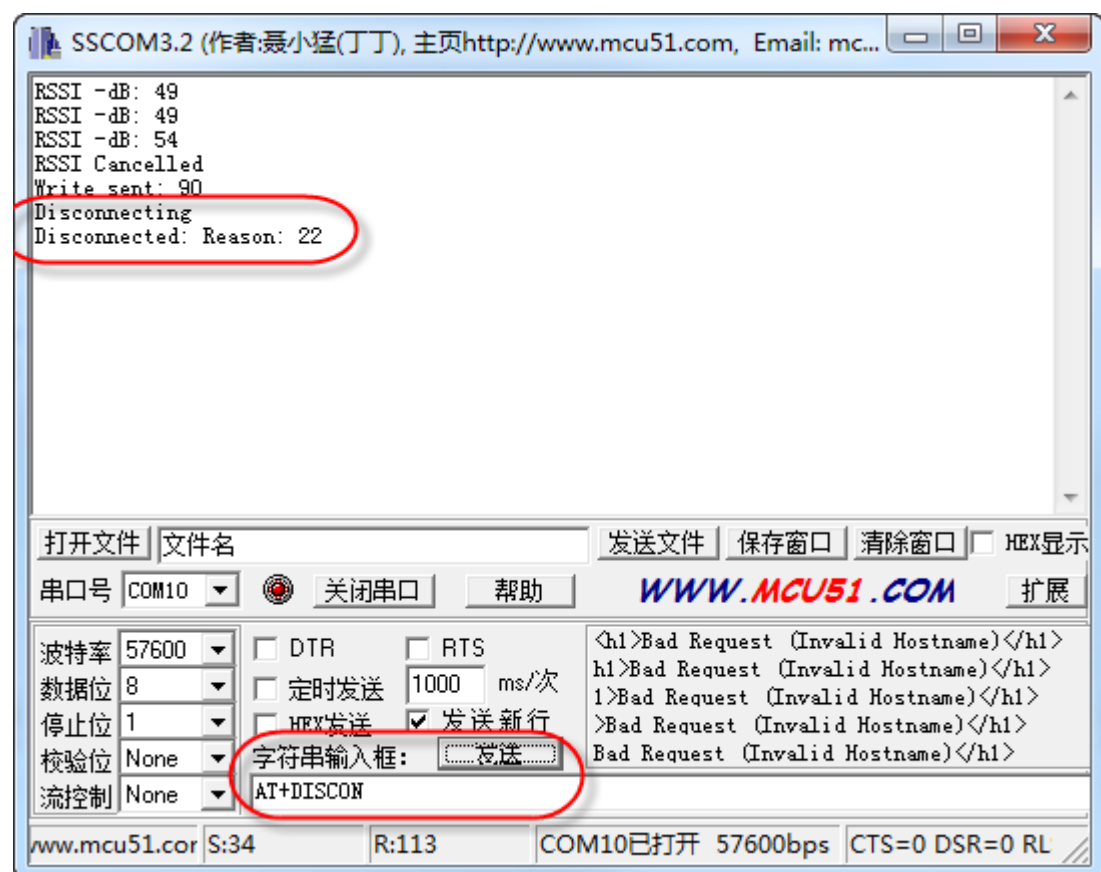 SSCOM3.2 (作者:聂小猛(丁丁), 主页http://www.mcu51.com, Email: mc...
RSSI -dB: 49
RSSI -dB: 49
RSSI -dB: 54
RSSI Cancelled
Write sent: 90
Disconnecting
Disconnected: Reason: 22
打开文件 文件名 发送文件 保存窗口 清除窗口 HEX显示
串口号 COM10 关闭串口 帮助 WWW.MCU51.COM 扩展
波特率 57600 DTR RTS <h1>Bad Request (Invalid Hostname)</h1>
数据位 8 定时发送 1000 ms/次 h1>Bad Request (Invalid Hostname)</h1>
1>Bad Request (Invalid Hostname)</h1>
停止位 1 HEX发送 发送新行 >Bad Request (Invalid Hostname)</h1>
校验位 None 字符串输入框: 发送 Bad Request (Invalid Hostname)</h1>
流控制 None AT+DISCON
www.mcu51.cor S:34 R:113 COM10已打开 57600bps CTS=0 DSR=0 RL